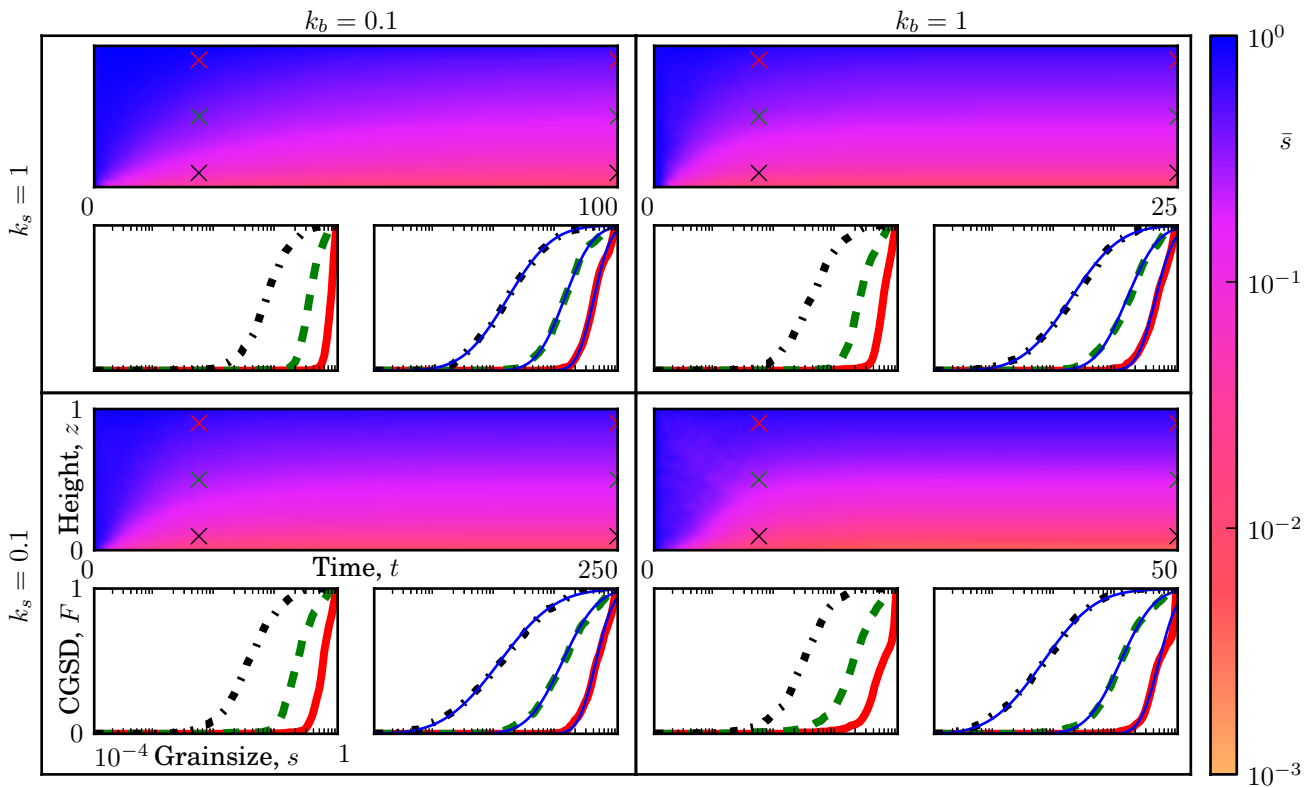 k_b = 0.1
k_b = 1
k_s = 1
0
100
0
25
k_s = 0.1
Height, z
1
0
0
Time, t
250
0
50
CGSD, F
1
0
10^{-4}
Grainsize, s
1
10^0
s̄
10^{-1}
10^{-2}
10^{-3}